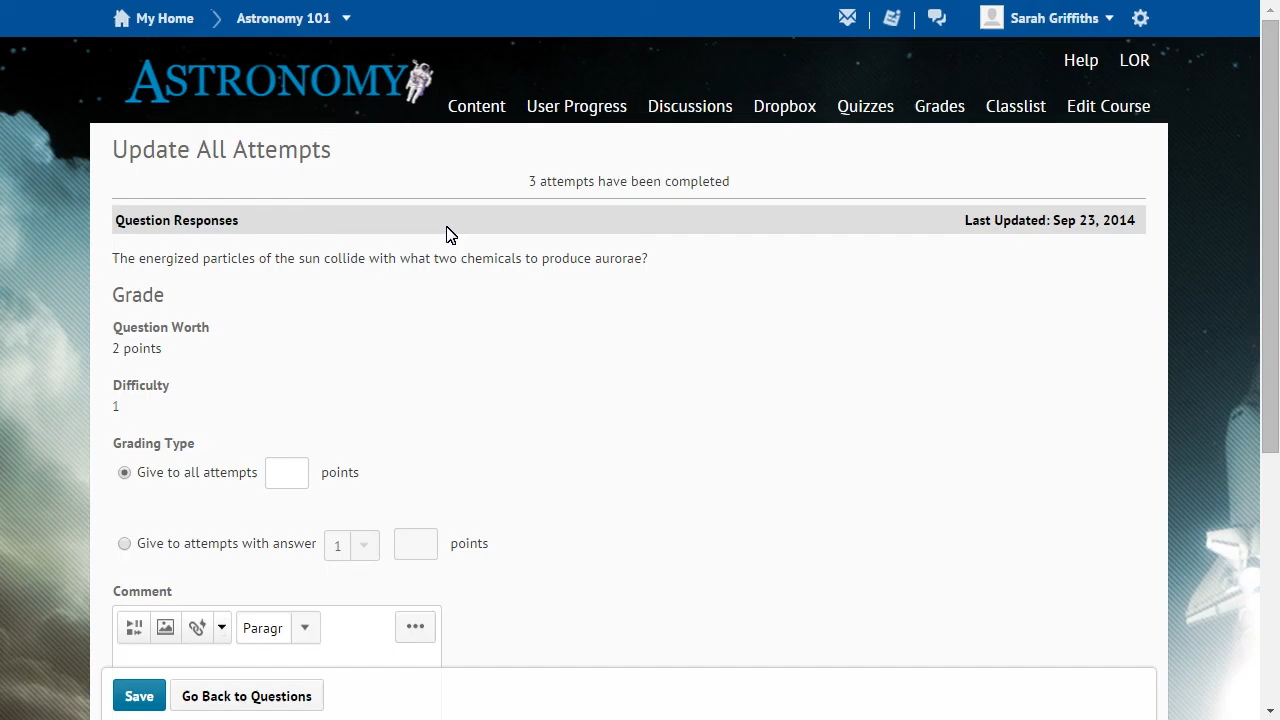 My Home Astronomy 101 Sarah Griffiths
Help LOR
ASTRONOMY
Content User Progress Discussions Dropbox Quizzes Grades Classlist Edit Course
Update All Attempts
3 attempts have been completed
Question Responses Last Updated: Sep 23, 2014
The energized particles of the sun collide with what two chemicals to produce aurorae?
Grade
Question Worth
2 points
Difficulty
1
Grading Type
Give to all attempts points
Give to attempts with answer 1 points
Comment
Paragr
Save Go Back to Questions